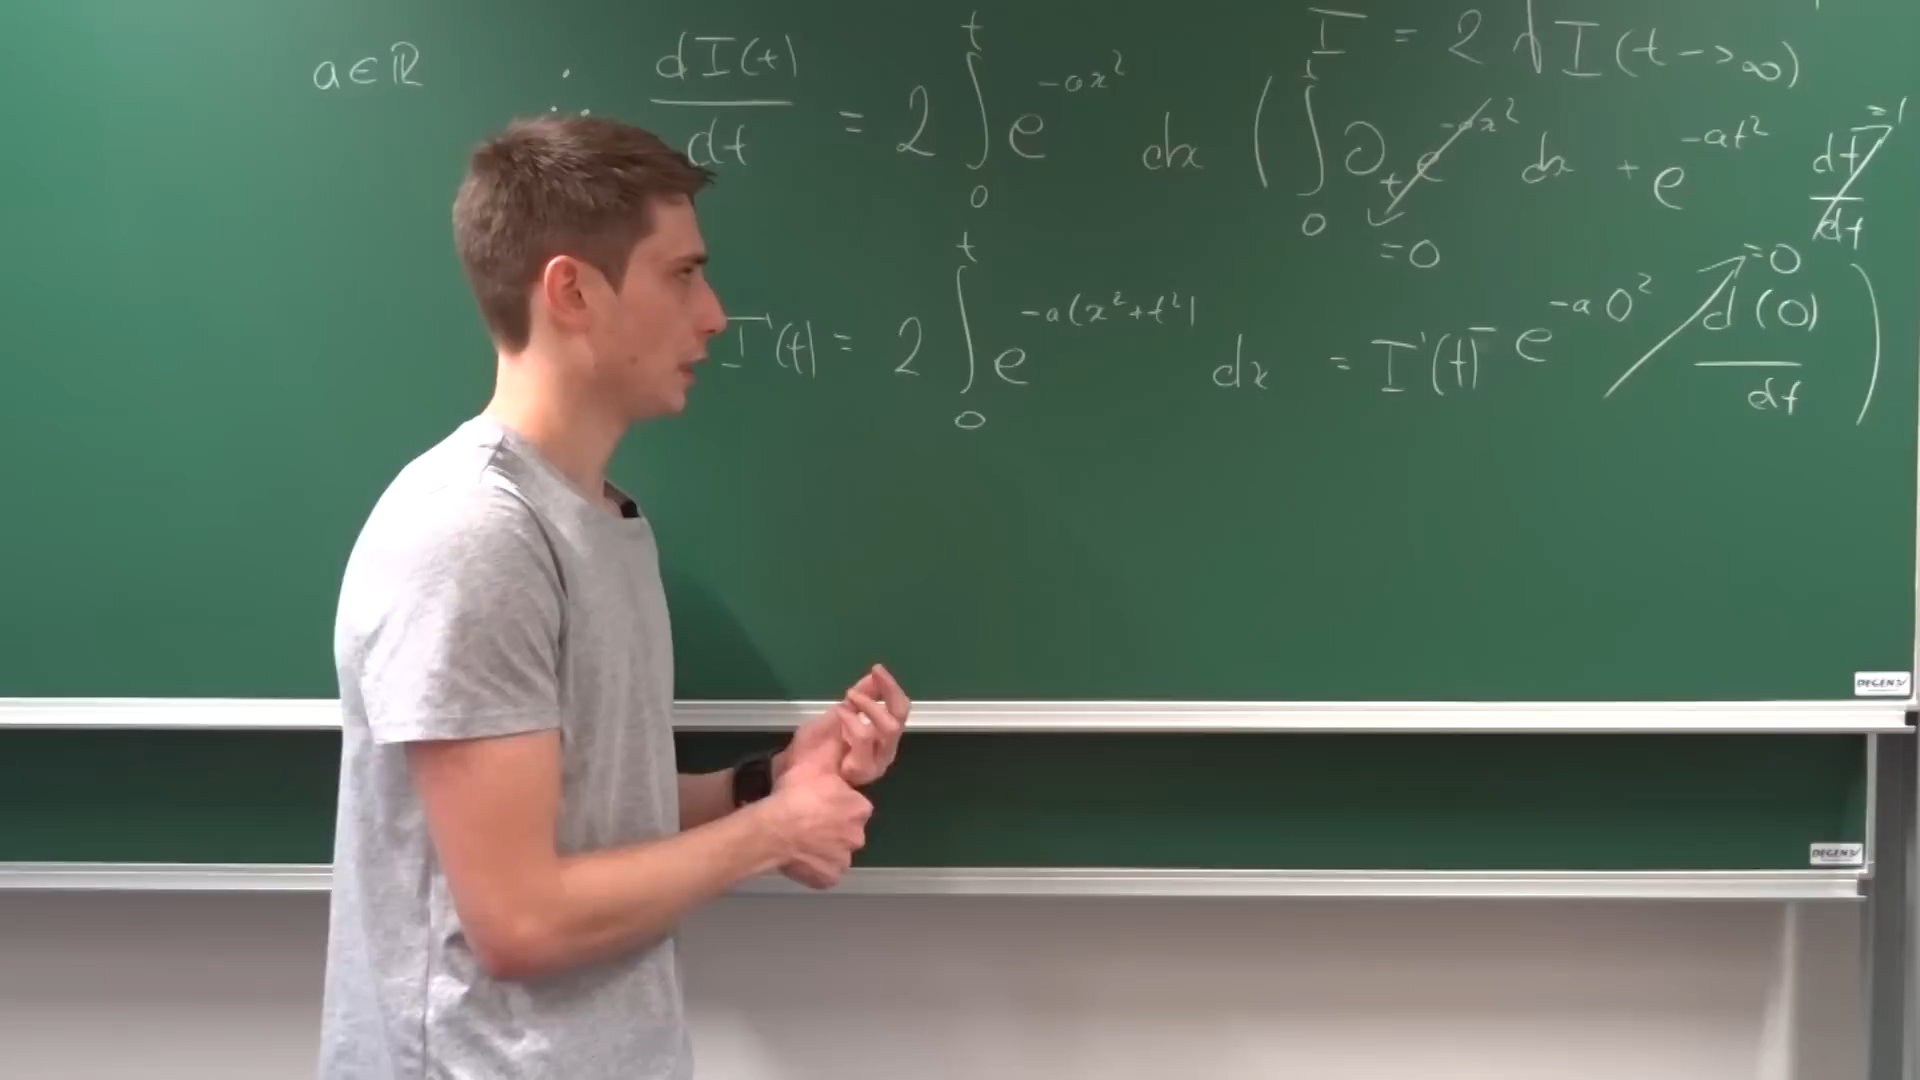 I = 2 √I(t->∞)
a∈ℝ ∴ dI(t)/dt = 2 ∫₀ᵗ e^(-ax²) dx ( ∫₀ᵗ ∂ₜ e^(-ax²) dx + e^(-at²) dt/dt =1
=0
I'(t) = 2 ∫₀ᵗ e^(-a(x²+t²)) dx = I'(t) - e^(-a0²) d(0)/dt )
=0
DEGEN
DEGEN